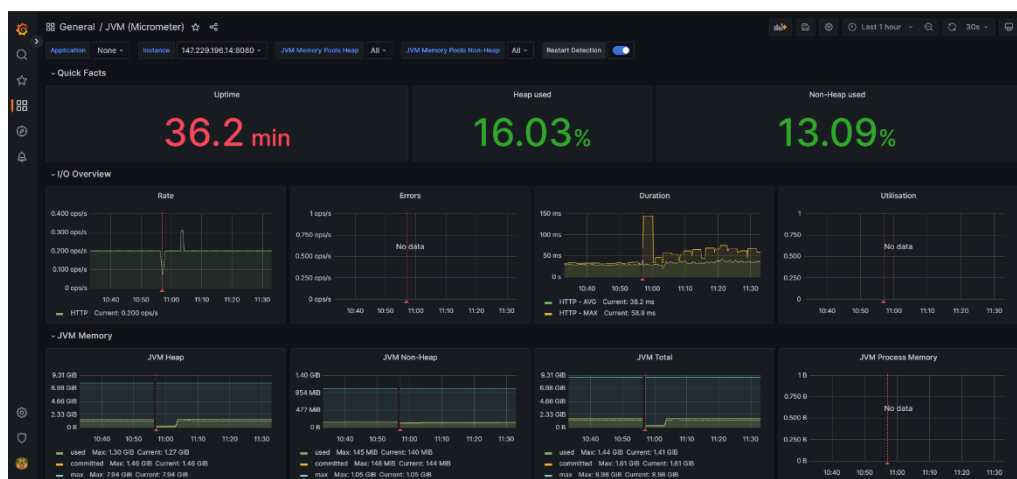 General / JVM (Micrometer)
Last 1 hour
30s
Application None Instance 147.229.196.14:8080 JVM Memory Pools Heap All JVM Memory Pools Non-Heap All Restart Detection
Quick Facts
Uptime
36.2 min
Heap used
16.03%
Non-Heap used
13.09%
I/O Overview
Rate
0.400 ops/s
0.300 ops/s
0.200 ops/s
0.100 ops/s
0 ops/s
10:40 10:50 11:00 11:10 11:20 11:30
HTTP Current: 0.200 ops/s
Errors
1 ops/s
0.750 ops/s
0.500 ops/s
0.250 ops/s
0 ops/s
No data
10:40 10:50 11:00 11:10 11:20 11:30
Duration
150 ms
100 ms
50 ms
0 s
10:40 10:50 11:00 11:10 11:20 11:30
HTTP - AVG Current: 38.2 ms
HTTP - MAX Current: 58.9 ms
Utilisation
1
0.750
0.500
0.250
0
No data
10:40 10:50 11:00 11:10 11:20 11:30
JVM Memory
JVM Heap
9.31 GiB
6.98 GiB
4.66 GiB
2.33 GiB
0 B
10:40 10:50 11:00 11:10 11:20 11:30
used Max: 1.30 GiB Current: 1.27 GiB
committed Max: 1.46 GiB Current: 1.46 GiB
max Max: 7.94 GiB Current: 7.94 GiB
JVM Non-Heap
1.40 GiB
954 MiB
477 MiB
0 B
10:40 10:50 11:00 11:10 11:20 11:30
used Max: 145 MiB Current: 140 MiB
committed Max: 148 MiB Current: 144 MiB
max Max: 1.05 GiB Current: 1.05 GiB
JVM Total
9.31 GiB
6.98 GiB
4.66 GiB
2.33 GiB
0 B
10:40 10:50 11:00 11:10 11:20 11:30
used Max: 1.44 GiB Current: 1.41 GiB
committed Max: 1.61 GiB Current: 1.61 GiB
max Max: 8.98 GiB Current: 8.98 GiB
JVM Process Memory
1 B
0.750 B
0.500 B
0.250 B
0 B
No data
10:40 10:50 11:00 11:10 11:20 11:30